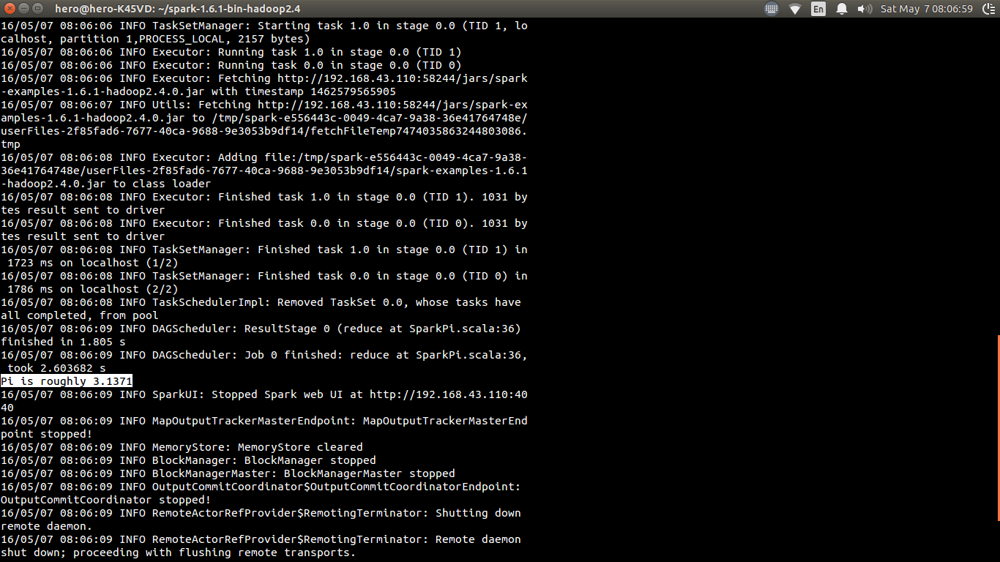 hero@hero-K45VD: ~/spark-1.6.1-bin-hadoop2.4
En
Sat May 7 08:06:59
16/05/07 08:06:06 INFO TaskSetManager: Starting task 1.0 in stage 0.0 (TID 1, lo
calhost, partition 1,PROCESS_LOCAL, 2157 bytes)
16/05/07 08:06:06 INFO Executor: Running task 1.0 in stage 0.0 (TID 1)
16/05/07 08:06:06 INFO Executor: Running task 0.0 in stage 0.0 (TID 0)
16/05/07 08:06:06 INFO Executor: Fetching http://192.168.43.110:58244/jars/spark
-examples-1.6.1-hadoop2.4.0.jar with timestamp 1462579565905
16/05/07 08:06:07 INFO Utils: Fetching http://192.168.43.110:58244/jars/spark-ex
amples-1.6.1-hadoop2.4.0.jar to /tmp/spark-e556443c-0049-4ca7-9a38-36e41764748e/
userFiles-2f85fad6-7677-40ca-9688-9e3053b9df14/fetchFileTemp7474035863244803086.
tmp
16/05/07 08:06:08 INFO Executor: Adding file:/tmp/spark-e556443c-0049-4ca7-9a38-
36e41764748e/userFiles-2f85fad6-7677-40ca-9688-9e3053b9df14/spark-examples-1.6.1
-hadoop2.4.0.jar to class loader
16/05/07 08:06:08 INFO Executor: Finished task 1.0 in stage 0.0 (TID 1). 1031 by
tes result sent to driver
16/05/07 08:06:08 INFO Executor: Finished task 0.0 in stage 0.0 (TID 0). 1031 by
tes result sent to driver
16/05/07 08:06:08 INFO TaskSetManager: Finished task 1.0 in stage 0.0 (TID 1) in
 1723 ms on localhost (1/2)
16/05/07 08:06:08 INFO TaskSetManager: Finished task 0.0 in stage 0.0 (TID 0) in
 1786 ms on localhost (2/2)
16/05/07 08:06:08 INFO TaskSchedulerImpl: Removed TaskSet 0.0, whose tasks have
all completed, from pool
16/05/07 08:06:09 INFO DAGScheduler: ResultStage 0 (reduce at SparkPi.scala:36)
finished in 1.805 s
16/05/07 08:06:09 INFO DAGScheduler: Job 0 finished: reduce at SparkPi.scala:36,
 took 2.603682 s
Pi is roughly 3.1371
16/05/07 08:06:09 INFO SparkUI: Stopped Spark web UI at http://192.168.43.110:40
40
16/05/07 08:06:09 INFO MapOutputTrackerMasterEndpoint: MapOutputTrackerMasterEnd
point stopped!
16/05/07 08:06:09 INFO MemoryStore: MemoryStore cleared
16/05/07 08:06:09 INFO BlockManager: BlockManager stopped
16/05/07 08:06:09 INFO BlockManagerMaster: BlockManagerMaster stopped
16/05/07 08:06:09 INFO OutputCommitCoordinator$OutputCommitCoordinatorEndpoint:
OutputCommitCoordinator stopped!
16/05/07 08:06:09 INFO RemoteActorRefProvider$RemotingTerminator: Shutting down
remote daemon.
16/05/07 08:06:09 INFO RemoteActorRefProvider$RemotingTerminator: Remote daemon
shut down; proceeding with flushing remote transports.